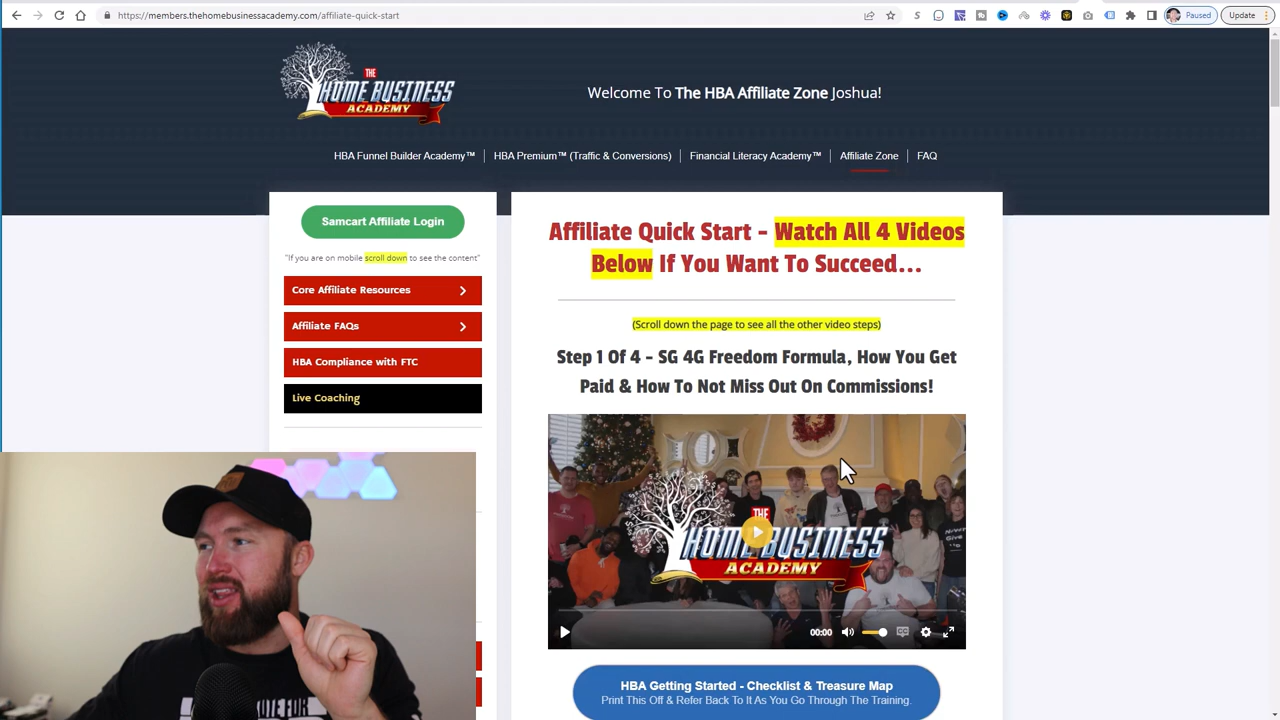 https://members.thehomebusinessacademy.com/affiliate-quick-start
Paused
Update
THE
HOME BUSINESS
ACADEMY
Welcome To The HBA Affiliate Zone Joshua!
HBA Funnel Builder Academy™
HBA Premium™ (Traffic & Conversions)
Financial Literacy Academy™
Affiliate Zone
FAQ
Samcart Affiliate Login
"If you are on mobile scroll down to see the content"
Core Affiliate Resources
Affiliate FAQs
HBA Compliance with FTC
Live Coaching
Affiliate Quick Start - Watch All 4 Videos
Below If You Want To Succeed...
(Scroll down the page to see all the other video steps)
Step 1 Of 4 - SG 4G Freedom Formula, How You Get
Paid & How To Not Miss Out On Commissions!
THE
HOME BUSINESS
ACADEMY
00:00
HBA Getting Started - Checklist & Treasure Map
Print This Off & Refer Back To It As You Go Through The Training.